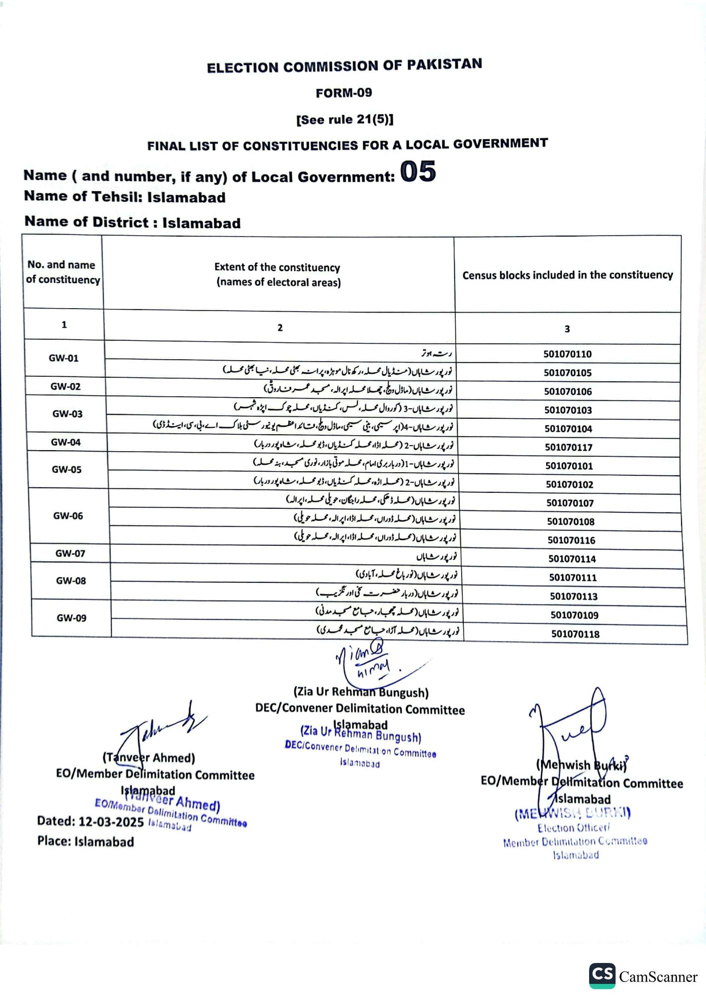 ELECTION COMMISSION OF PAKISTAN
FORM-09
[See rule 21(5)]
FINAL LIST OF CONSTITUENCIES FOR A LOCAL GOVERNMENT
Name ( and number, if any) of Local Government: 05
Name of Tehsil: Islamabad
Name of District : Islamabad
No. and name of constituency
Extent of the constituency
(names of electoral areas)
Census blocks included in the constituency
1 2 3
GW-01 رتہ ہوتر 501070110
نور پور شاہاں(منڈیال محلہ، رکھ نال موہڑہ، پرانہ بھٹی محلہ، نیا بھٹی محلہ) 501070105
GW-02 نور پور شاہاں(ماڈل ویلج، چھلا محلہ اپرالہ، مسجد عمر فاروقؓ) 501070106
GW-03 نور پور شاہاں-3 (کوروال محلہ، لس، کنڈیاں، محلہ چوک اپڑہ شہر) 501070103
نور پور شاہاں-4(اپر سیمی، بنی سیمی، ماڈل ویلج، قائداعظم یونیورسٹی بلاک اے، بی، سی، اینڈ ڈی) 501070104
GW-04 نور پور شاہاں-2 (محلہ اڈا، محلہ کنڈیاں، ڈبو محلہ، شاہ پور دربار) 501070117
GW-05 نور پور شاہاں-1(دربار بری امام، محلہ موتی بازار، نوری مسجد، بنہ محلہ) 501070101
نور پور شاہاں-2 (محلہ اڑہ، محلہ کنڈیاں، ڈبو محلہ، شاہ پور دربار) 501070102
GW-06 نور پور شاہاں(محلہ ڈھکی، محلہ راجگان، حویلی محلہ، اپرالہ) 501070107
نور پور شاہاں(محلہ ڈوراں، محلہ اڈا، اپرالہ، محلہ حویلی) 501070108
نور پور شاہاں(محلہ ڈوراں، محلہ اڈا، اپرالہ، محلہ حویلی) 501070116
GW-07 نور پور شاہاں 501070114
GW-08 نور پور شاہاں(نور باغ محلہ، آبادی) 501070111
نور پور شاہاں(دربار حضرت سخی اورنگزیب) 501070113
GW-09 نور پور شاہاں(محلہ چھجار، جامع مسجد مدنی) 501070109
نور پور شاہاں(محلہ آڑا، جامع مسجد محمدی) 501070118
(Zia Ur Rehman Bungush)
DEC/Convener Delimitation Committee
Islamabad
(Zia Ur Rehman Bungush)
DEC/Convener Delimitation Committee
Islamabad
(Tanveer Ahmed)
EO/Member Delimitation Committee
Islamabad
(Tanveer Ahmed)
EO/Member Delimitation Committee
Islamabad
(Mehwish Burki)
EO/Member Delimitation Committee
Islamabad
(MEHWISH BURKI)
Election Officer/
Member Delimitation Committee
Islamabad
Dated: 12-03-2025
Place: Islamabad
CS CamScanner